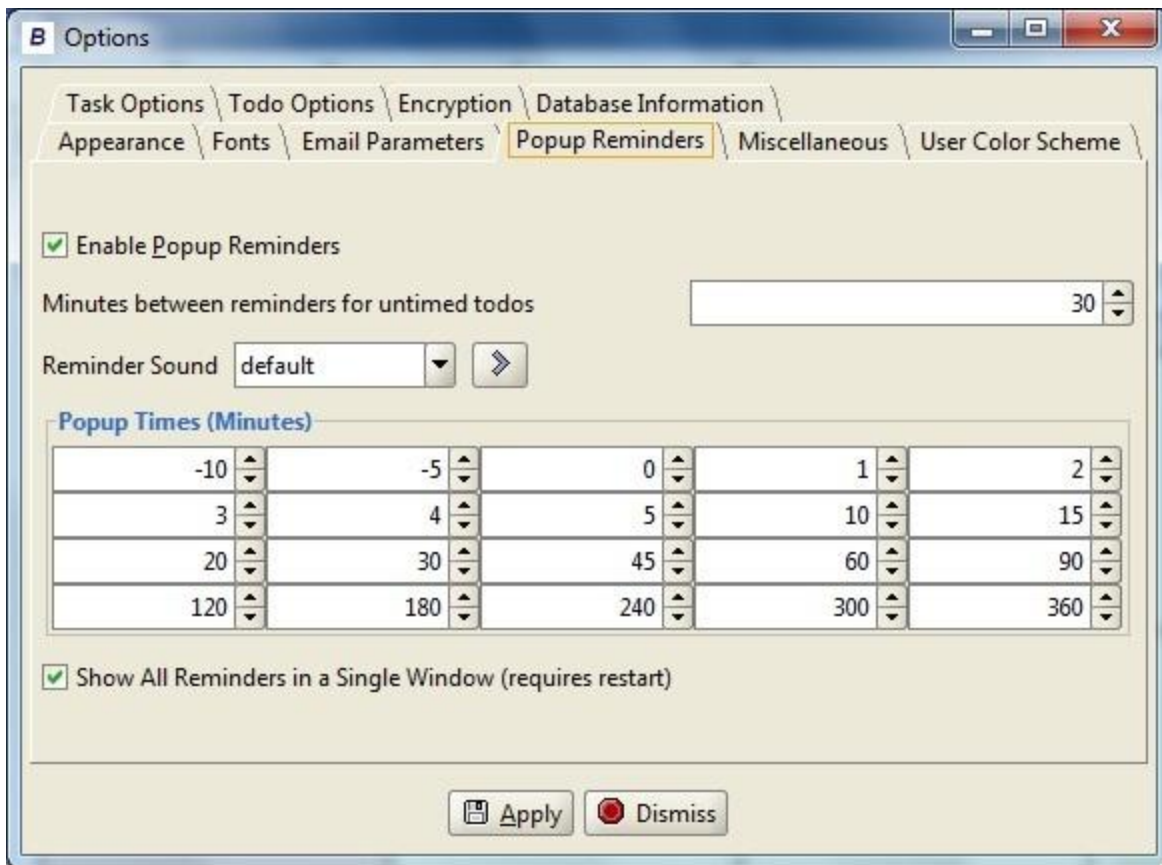 B Options
Task Options Todo Options Encryption Database Information
Appearance Fonts Email Parameters Popup Reminders Miscellaneous User Color Scheme
Enable Popup Reminders
Minutes between reminders for untimed todos 30
Reminder Sound default
Popup Times (Minutes)
-10 -5 0 1 2
3 4 5 10 15
20 30 45 60 90
120 180 240 300 360
Show All Reminders in a Single Window (requires restart)
Apply Dismiss